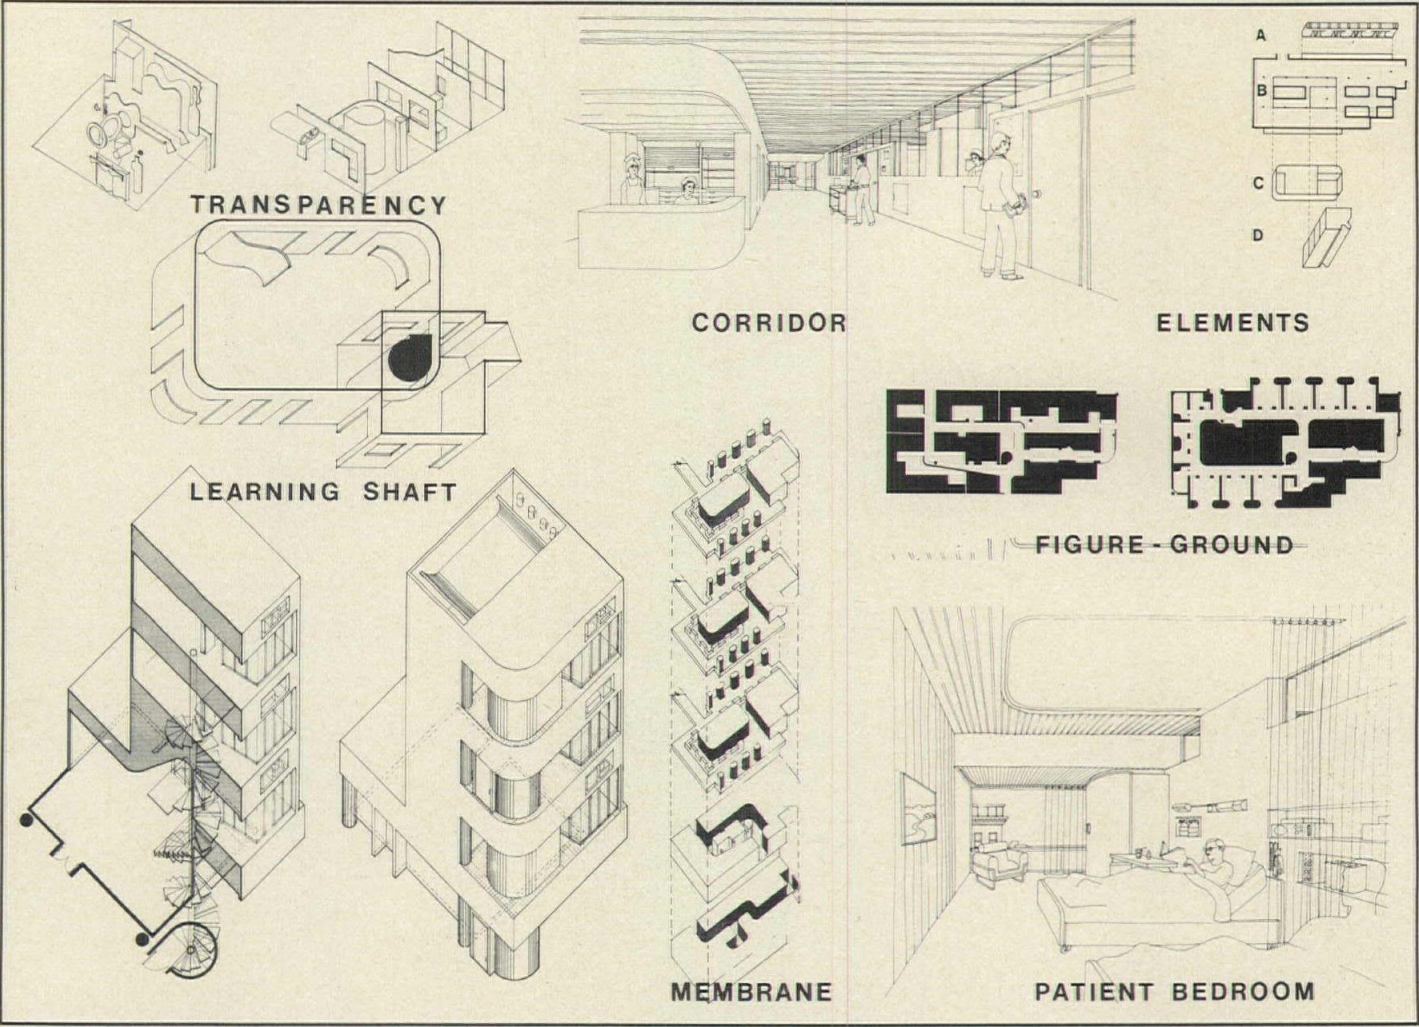 TRANSPARENCY
CORRIDOR
A
B
C
D
ELEMENTS
LEARNING SHAFT
FIGURE-GROUND
MEMBRANE
PATIENT BEDROOM